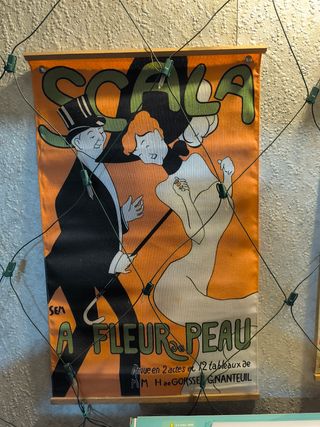 SCALA
SEM
A FLEUR DE PEAU
Revue en 2 actes et 12 tableaux de
M M H de GORSSE G. NANTEUIL